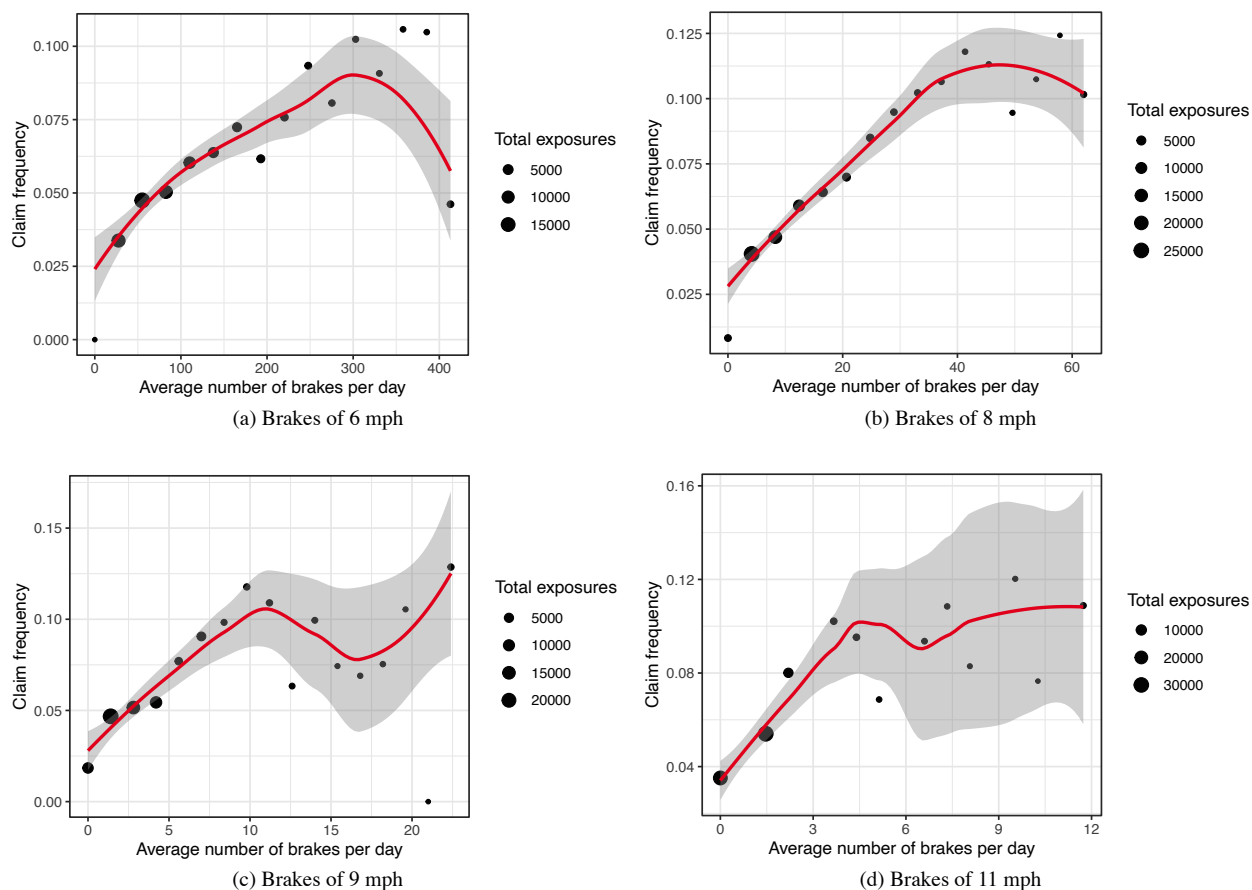 0.100
0.075
0.050
0.025
0.000
Claim frequency
0 100 200 300 400
Average number of brakes per day
Total exposures
5000
10000
15000
(a) Brakes of 6 mph
0.125
0.100
0.075
0.050
0.025
Claim frequency
0 20 40 60
Average number of brakes per day
Total exposures
5000
10000
15000
20000
25000
(b) Brakes of 8 mph
0.15
0.10
0.05
0.00
Claim frequency
0 5 10 15 20
Average number of brakes per day
Total exposures
5000
10000
15000
20000
(c) Brakes of 9 mph
0.16
0.12
0.08
0.04
Claim frequency
0 3 6 9 12
Average number of brakes per day
Total exposures
10000
20000
30000
(d) Brakes of 11 mph